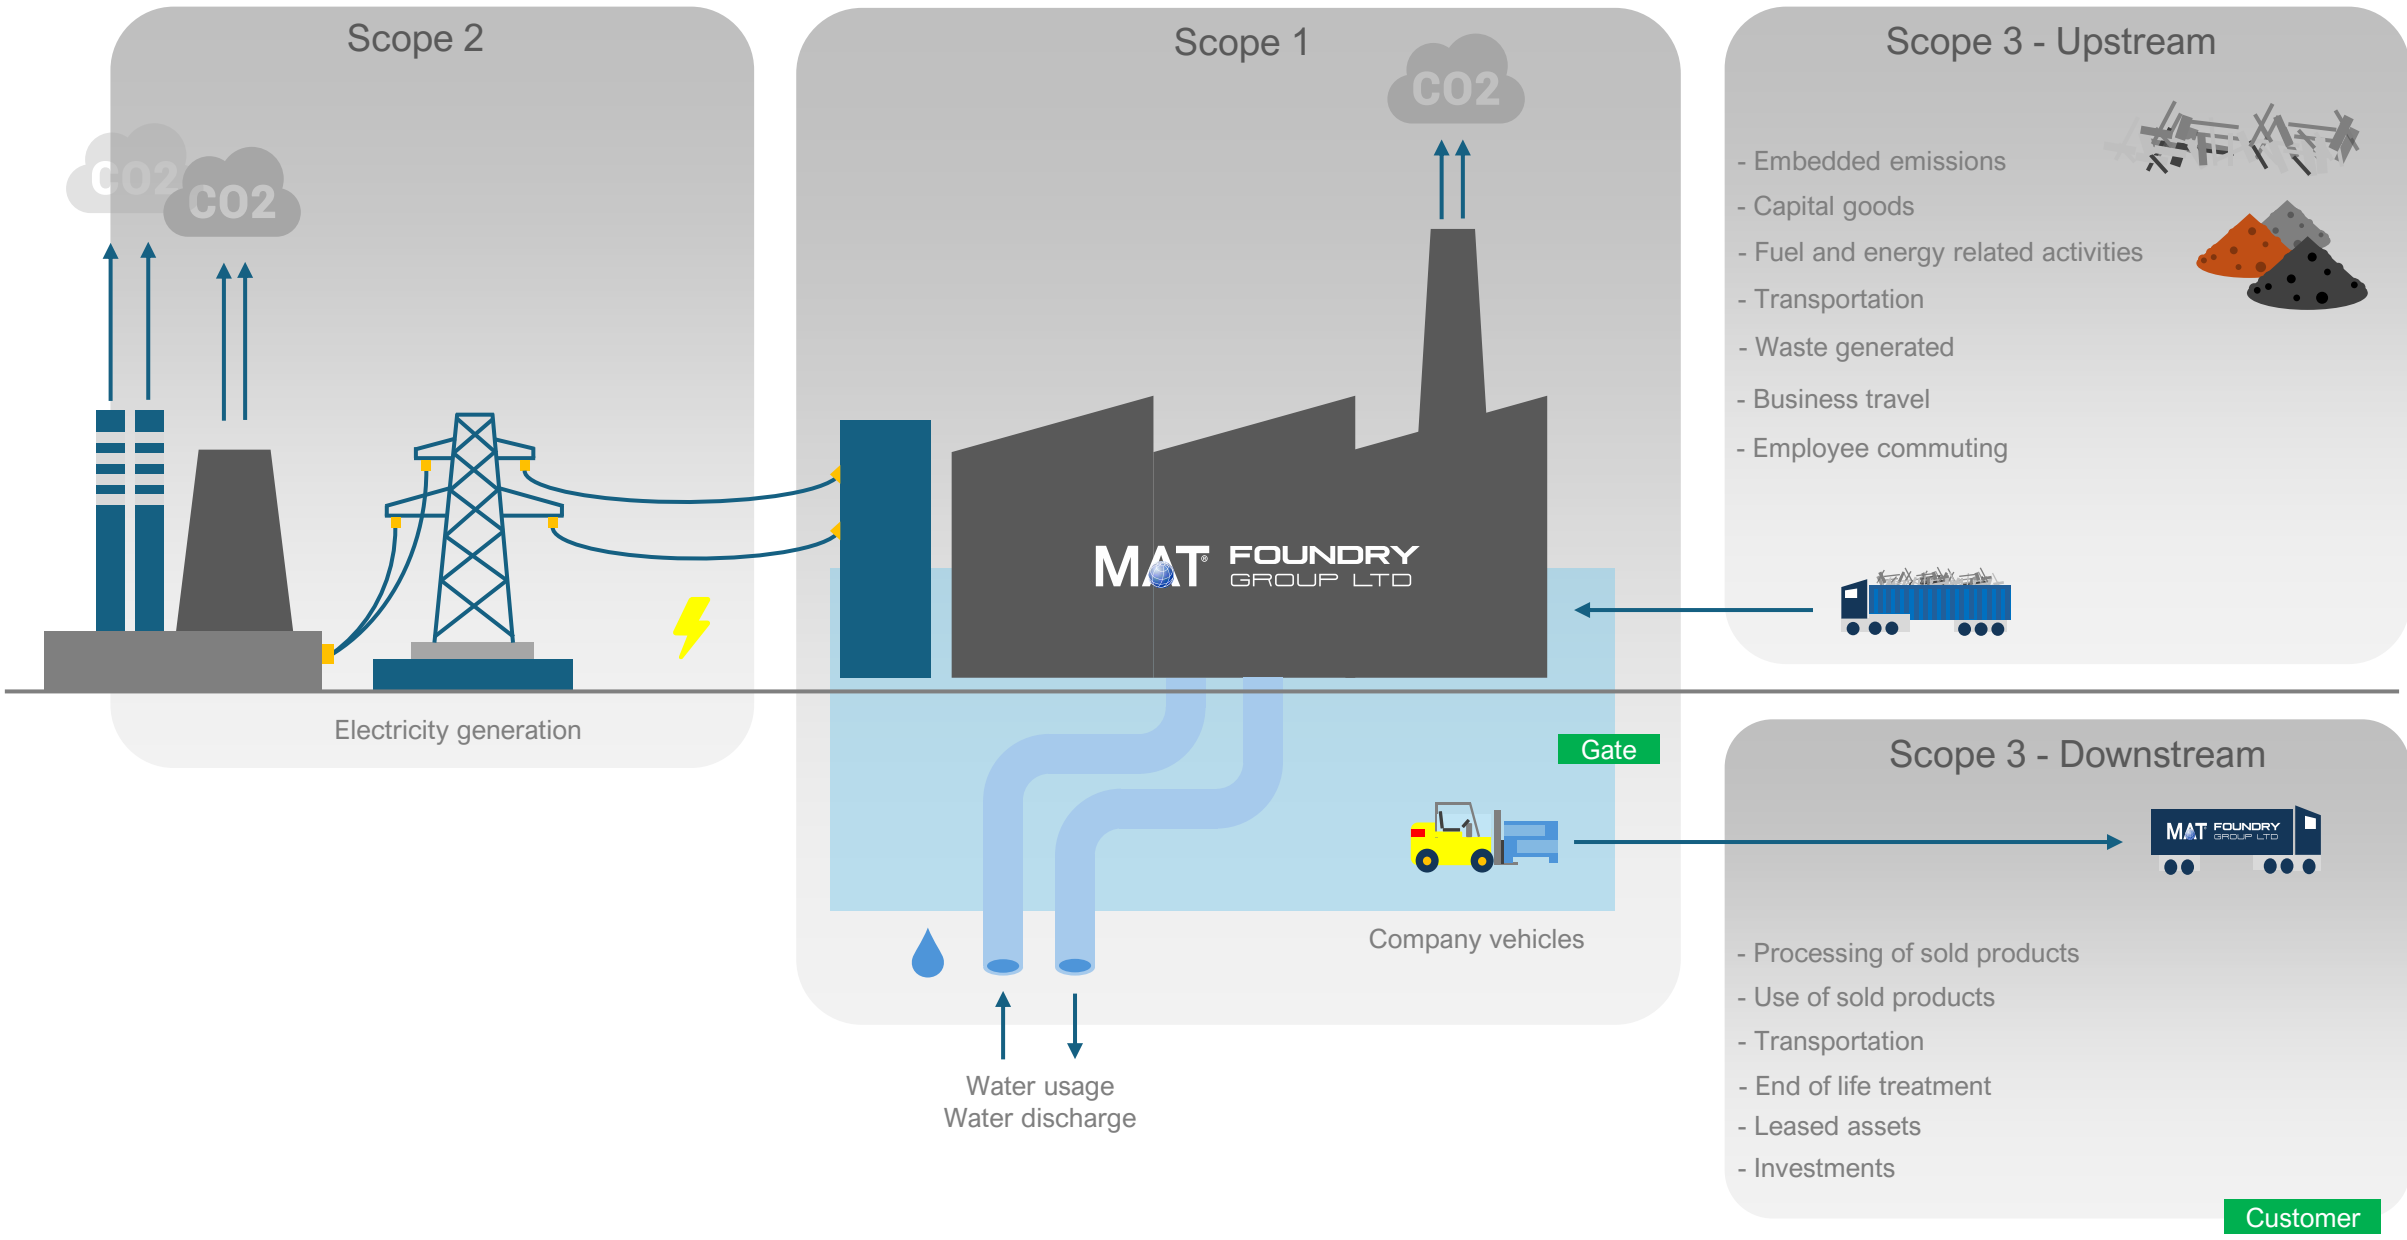 Scope 2
CO2
CO2
Electricity generation
Scope 1
CO2
MAT® FOUNDRY
GROUP LTD
Gate
Company vehicles
Water usage
Water discharge
Scope 3 - Upstream
- Embedded emissions
- Capital goods
- Fuel and energy related activities
- Transportation
- Waste generated
- Business travel
- Employee commuting
Scope 3 - Downstream
MAT FOUNDRY
GROUP LTD
- Processing of sold products
- Use of sold products
- Transportation
- End of life treatment
- Leased assets
- Investments
Customer